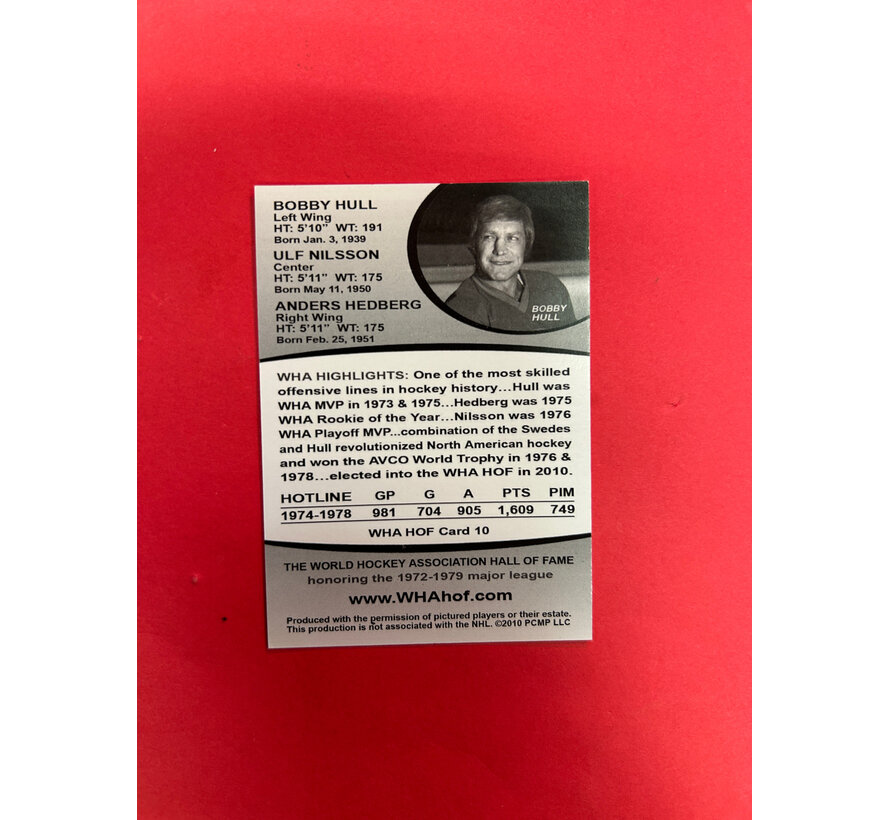 BOBBY HULL
Left Wing
HT: 5'10" WT: 191
Born Jan. 3, 1939
ULF NILSSON
Center
HT: 5'11" WT: 175
Born May 11, 1950
ANDERS HEDBERG
Right Wing
HT: 5'11" WT: 175
Born Feb. 25, 1951
BOBBY
HULL
WHA HIGHLIGHTS: One of the most skilled
offensive lines in hockey history...Hull was
WHA MVP in 1973 & 1975...Hedberg was 1975
WHA Rookie of the Year...Nilsson was 1976
WHA Playoff MVP...combination of the Swedes
and Hull revolutionized North American hockey
and won the AVCO World Trophy in 1976 &
1978...elected into the WHA HOF in 2010.
HOTLINE GP G A PTS PIM
1974-1978 981 704 905 1,609 749
WHA HOF Card 10
THE WORLD HOCKEY ASSOCIATION HALL OF FAME
honoring the 1972-1979 major league
www.WHAhof.com
Produced with the permission of pictured players or their estate.
This production is not associated with the NHL. ©2010 PCMP LLC